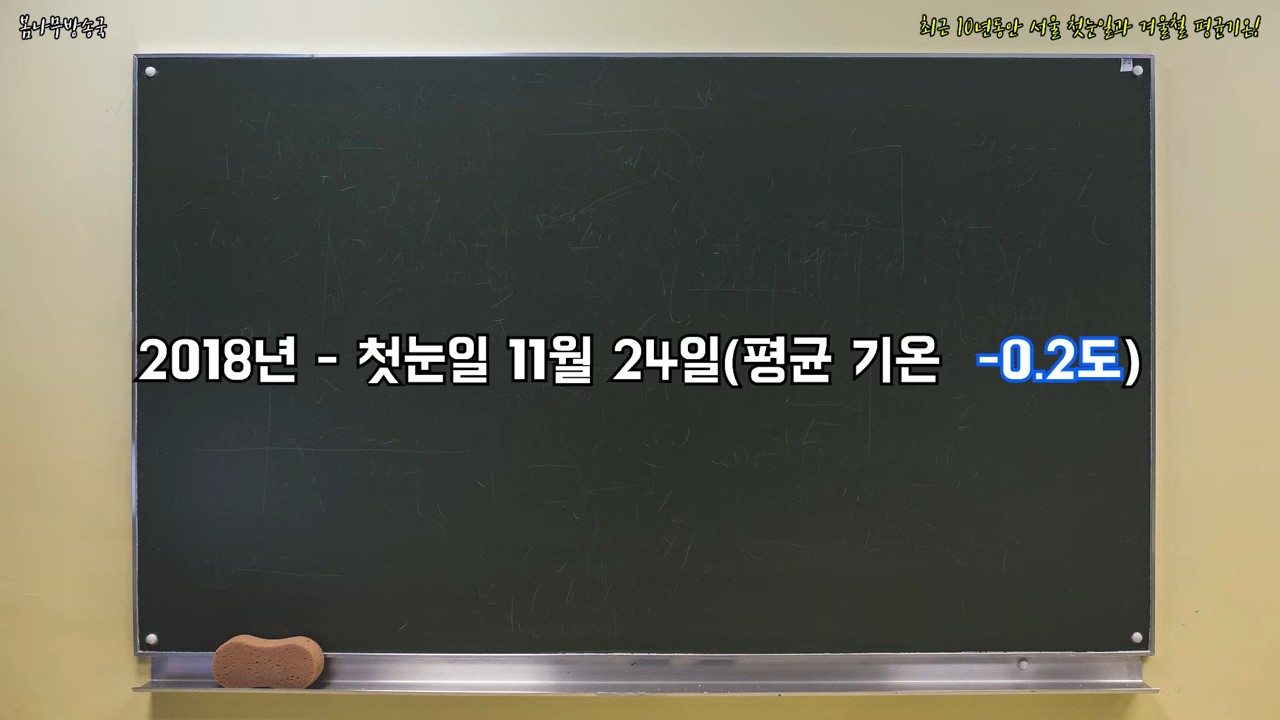 봄나무방송국
최근 10년동안 서울 첫눈일과 겨울철 평균기온!
2018년 - 첫눈일 11월 24일(평균 기온 -0.2도)